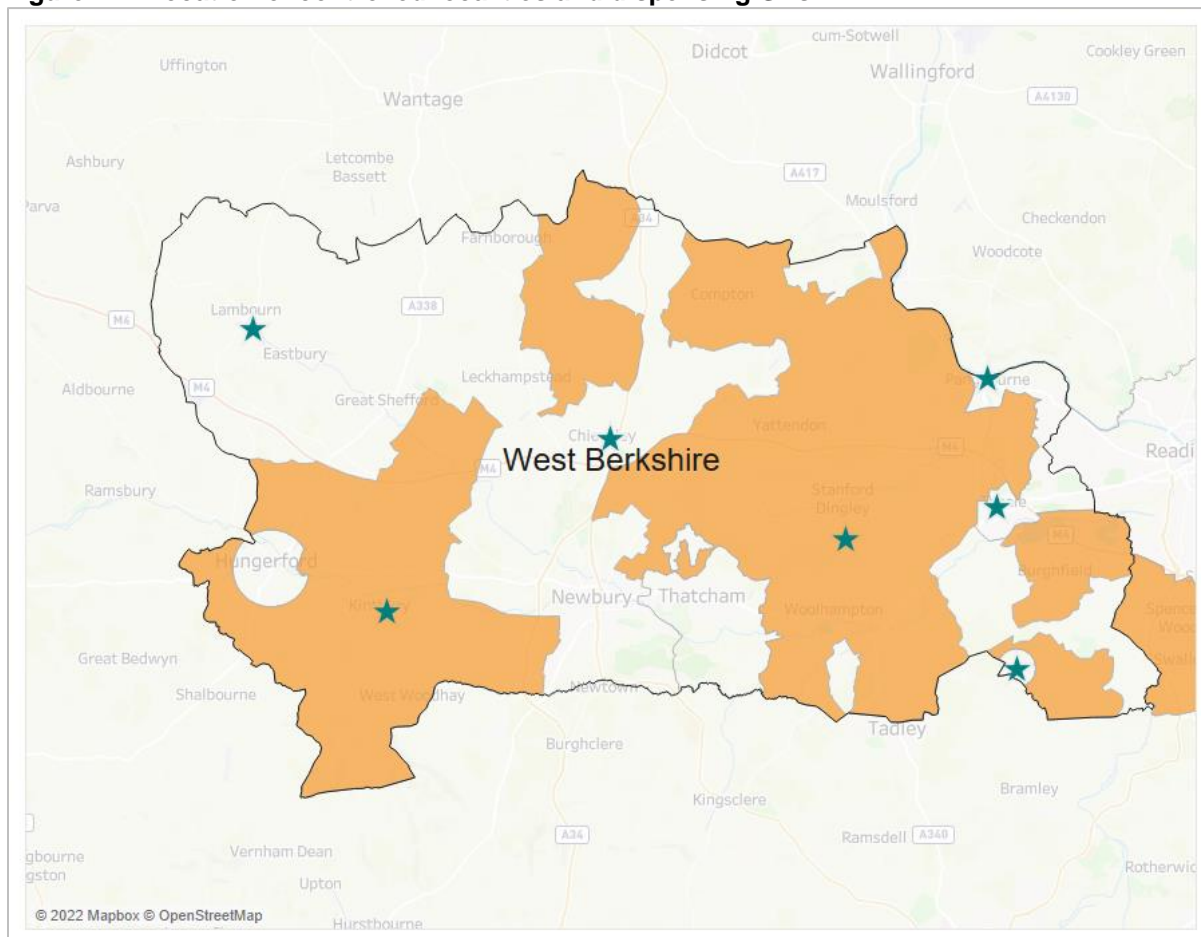 cum-Sotwell
Didcot
Cookley Green
Uffington
Wallingford
Wantage
A4130
Ashbury
Letcombe
Bassett
A417
Moulsford
Parva
Checkendon
A34
Farnborough
Woodcote
Compton
Lambourn
A338
M4
Eastbury
Leckhampstead
Aldbourne
M4
Great Shefford
Yattendon
M4
Readi
West Berkshire
M4
Ramsbury
Stanford
Dingley
M4
Hungerford
Burghfield
Newbury
Thatcham
Woolhampton
Great Bedwyn
Shalbourne
West Woodhay
Newtown
Tadley
Burghclere
Bramley
Kingsclere
A34
Ramsdell
A340
Vernham Dean
Upton
Hurstbourne
© 2022 Mapbox © OpenStreetMap